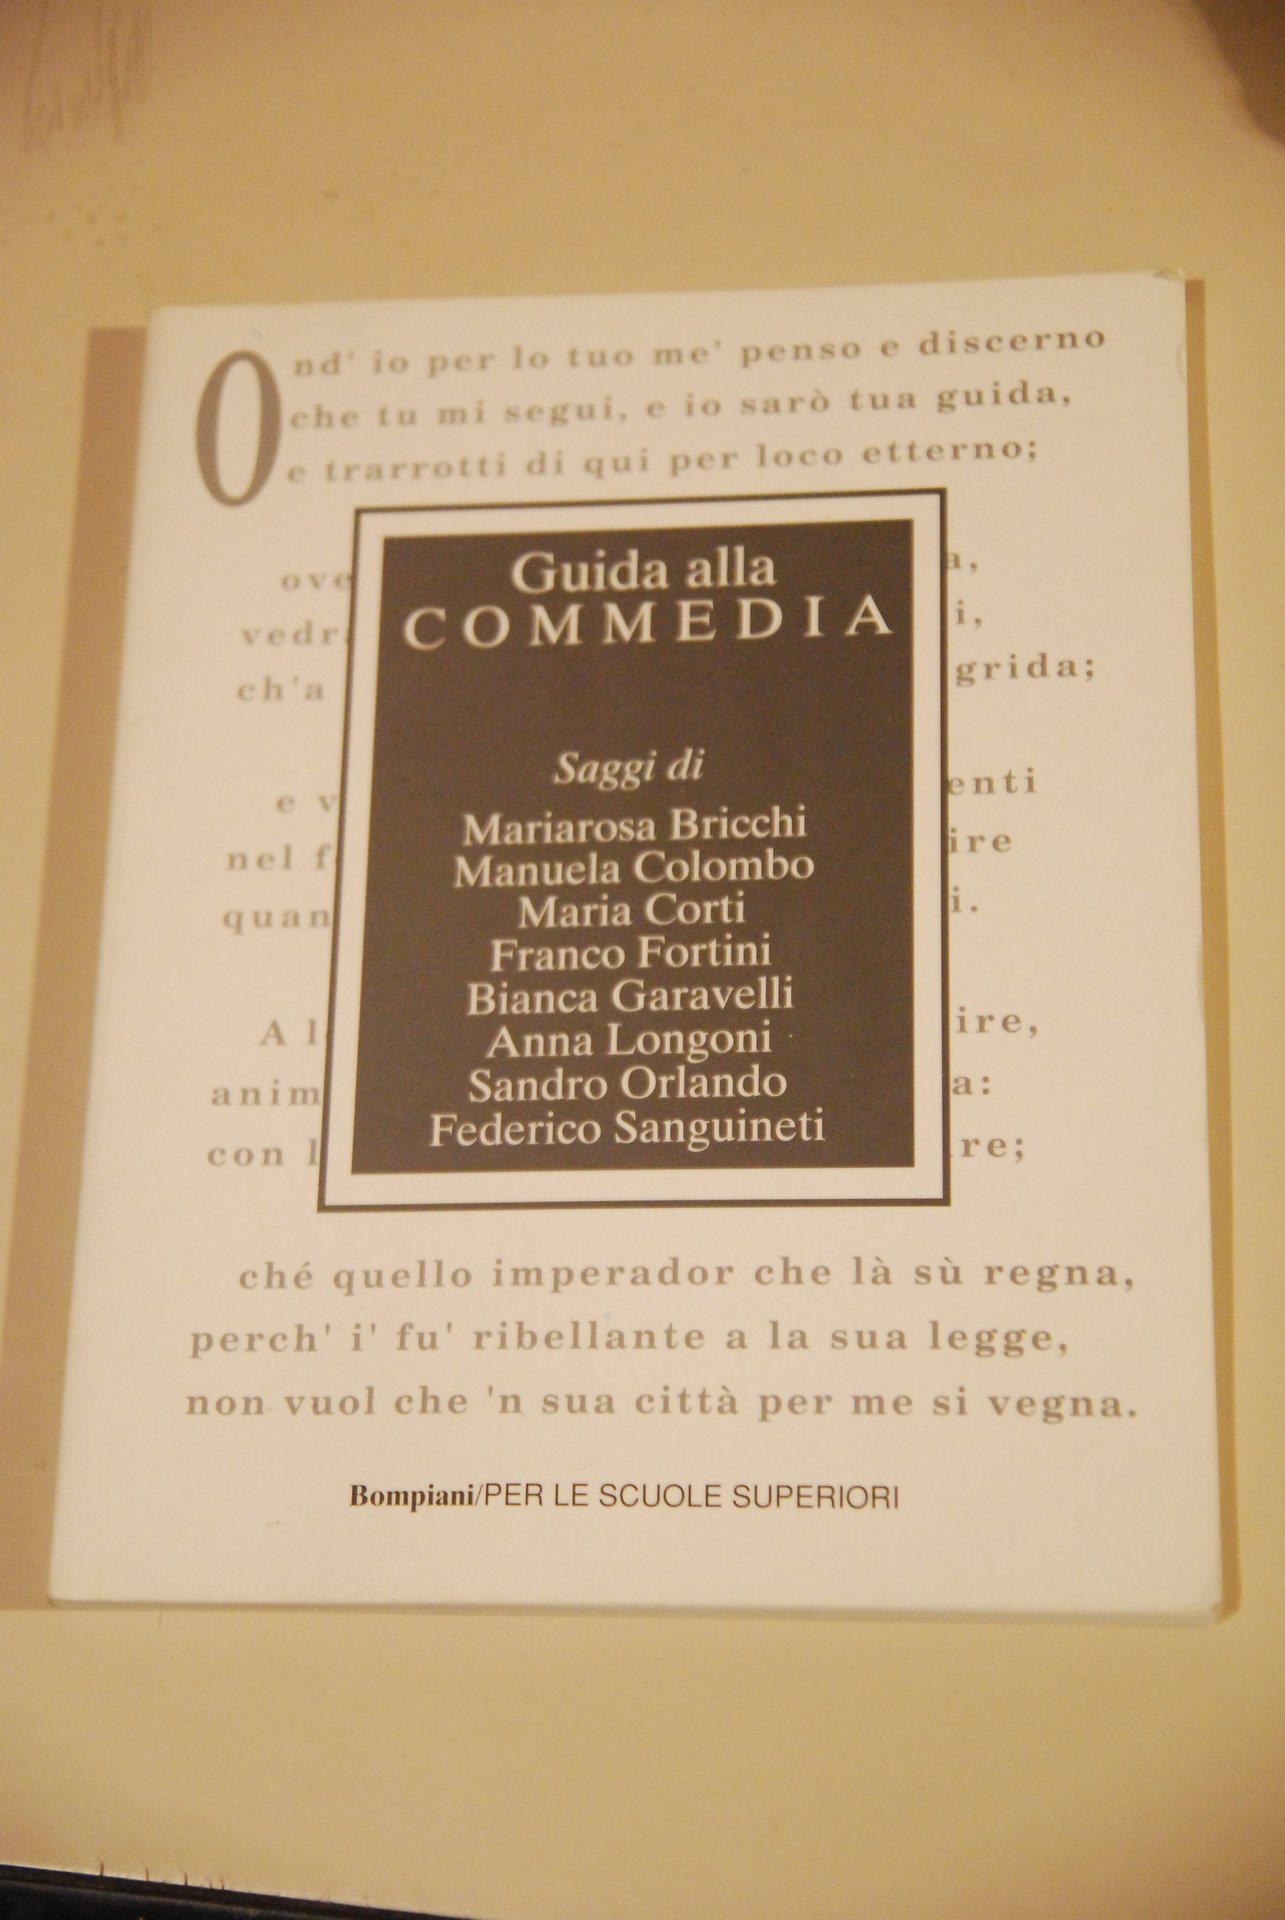 Ond' io per lo tuo me' penso e discerno
che tu mi segui, e io sarò tua guida,
e trarrotti di qui per loco etterno;
ove a,
vedr i,
ch'a grida;
e v enti
nel f ire
quan i.
A l ire,
anim a:
con l re;
Guida alla
COMMEDIA
Saggi di
Mariarosa Bricchi
Manuela Colombo
Maria Corti
Franco Fortini
Bianca Garavelli
Anna Longoni
Sandro Orlando
Federico Sanguineti
ché quello imperador che là sù regna,
perch' i' fu' ribellante a la sua legge,
non vuol che 'n sua città per me si vegna.
Bompiani/PER LE SCUOLE SUPERIORI